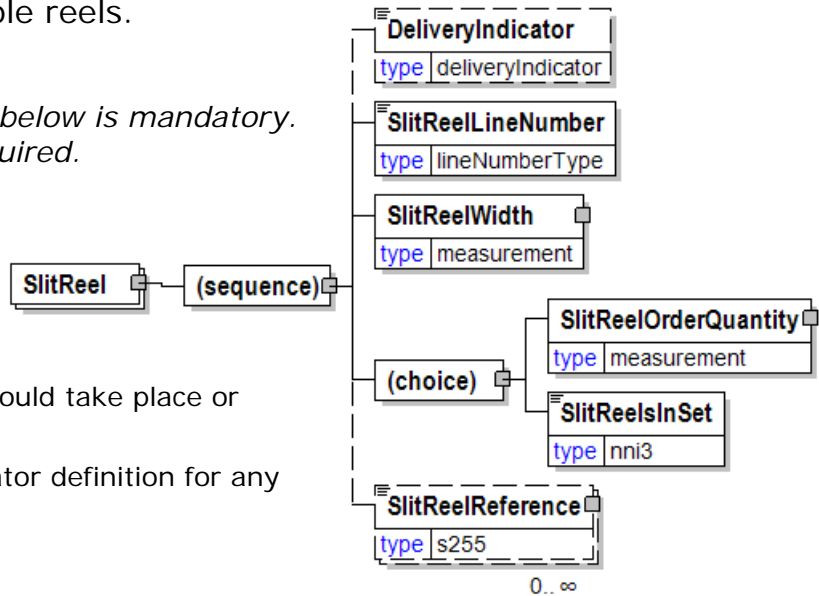 ble reels.
below is mandatory.
uired.
ould take place or
ator definition for any
SlitReel
(sequence)
DeliveryIndicator
type deliveryIndicator
SlitReelLineNumber
type lineNumberType
SlitReelWidth
type measurement
(choice)
SlitReelOrderQuantity
type measurement
SlitReelsInSet
type nni3
SlitReelReference
type s255
0.. ∞